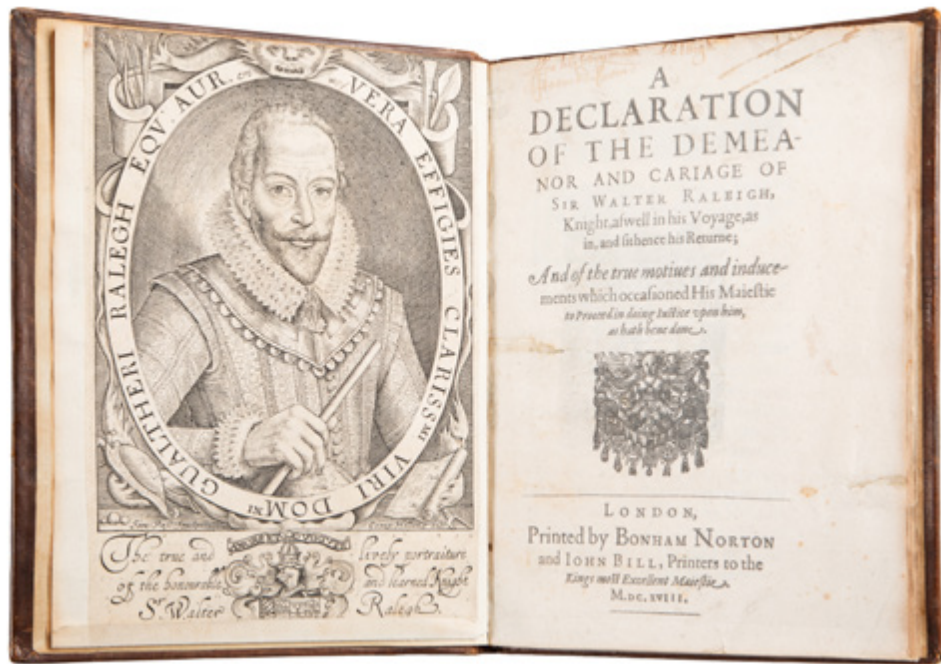 VERA EFFIGIES CLARISS MI VIRI DOM NI GUALTHERI RALEGH EQV. AUR.
The true and lively portraiture
of the honourable and learned Knight
Sr. Walter Ralegh.
A
DECLARATION
OF THE DEMEA-
NOR AND CARIAGE OF
SIR WALTER RALEIGH,
Knight, aswell in his Voyage, as
in, and sithence his Returne;
And of the true motiues and induce-
ments which occasioned His Maiestie
to Proceed in doing Iustice vpon him,
as hath bene done.
LONDON,
Printed by BONHAM NORTON
and IOHN BILL, Printers to the
Kings most Excellent Maiestie.
M.DC.XVIII.